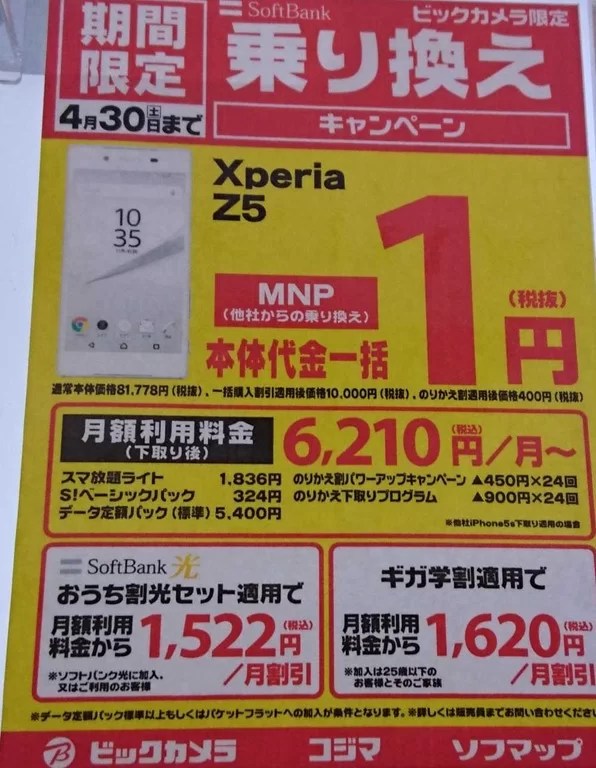 期間
限定
4月30土日まで
SoftBank
ビックカメラ限定
乗り換え
キャンペーン
Xperia
Z5
10
35
MNP
(他社からの乗り換え)
本体代金一括
1円
(税抜)
通常本体価格81,778円(税抜)、一括購入割引適用後価格10,000円(税抜)、のりかえ割適用後価格400円(税抜)
月額利用料金
(下取り後)
6,210円/月~
(税込)
スマ放題ライト 1,836円
S!ベーシックパック 324円
データ定額パック(標準) 5,400円
のりかえ割パワーアップキャンペーン ▲450円×24回
のりかえ下取りプログラム ▲900円×24回
※他社iPhone5s下取り適用の場合
SoftBank 光
おうち割光セット適用で
月額利用
料金から
1,522円
(税込)
/月割引
※ソフトバンク光に加入、
又はご利用のお客様
ギガ学割適用で
月額利用
料金から
1,620円
(税込)
/月割引
※加入は25歳以下の
お客様とそのご家族
※データ定額パック標準以上もしくはパケットフラットへの加入が条件となります。※詳しくは販売員までお問い合わせくださ
ビックカメラ コジマ ソフマップ